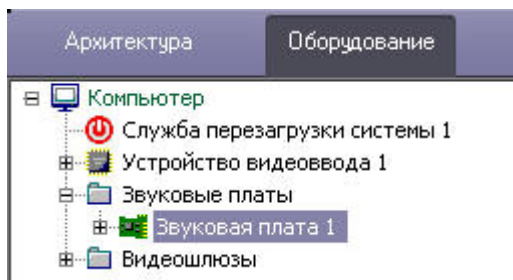 Архитектура Оборудование
Компьютер
Служба перезагрузки системы 1
Устройство видеоввода 1
Звуковые платы
Звуковая плата 1
Видеошлюзы